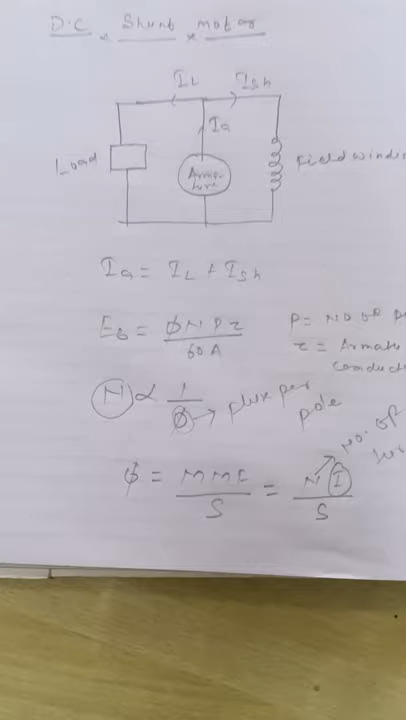 D.C Shunt motor
IL Ish
Ia
Load
Arma-
ture
Field windi
Ia = IL + Ish
Eb = ΦNPZ / 60A
P = No of P
Z = Armatu
conduct
N ∝ 1/Φ → flux per
pole
Φ = MMF / S = NI / S
No. of